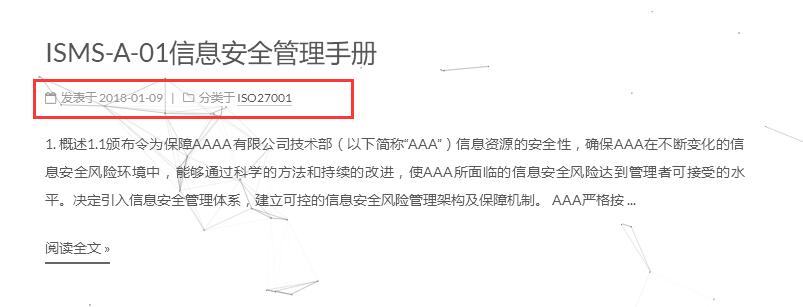 ISMS-A-01信息安全管理手册
发表于 2018-01-09 | 分类于 ISO27001
1. 概述1.1颁布令为保障AAAA有限公司技术部（以下简称“AAA”）信息资源的安全性，确保AAA在不断变化的信
息安全风险环境中，能够通过科学的方法和持续的改进，使AAA所面临的信息安全风险达到管理者可接受的水
平。决定引入信息安全管理体系，建立可控的信息安全风险管理架构及保障机制。 AAA严格按 ...
阅读全文 »